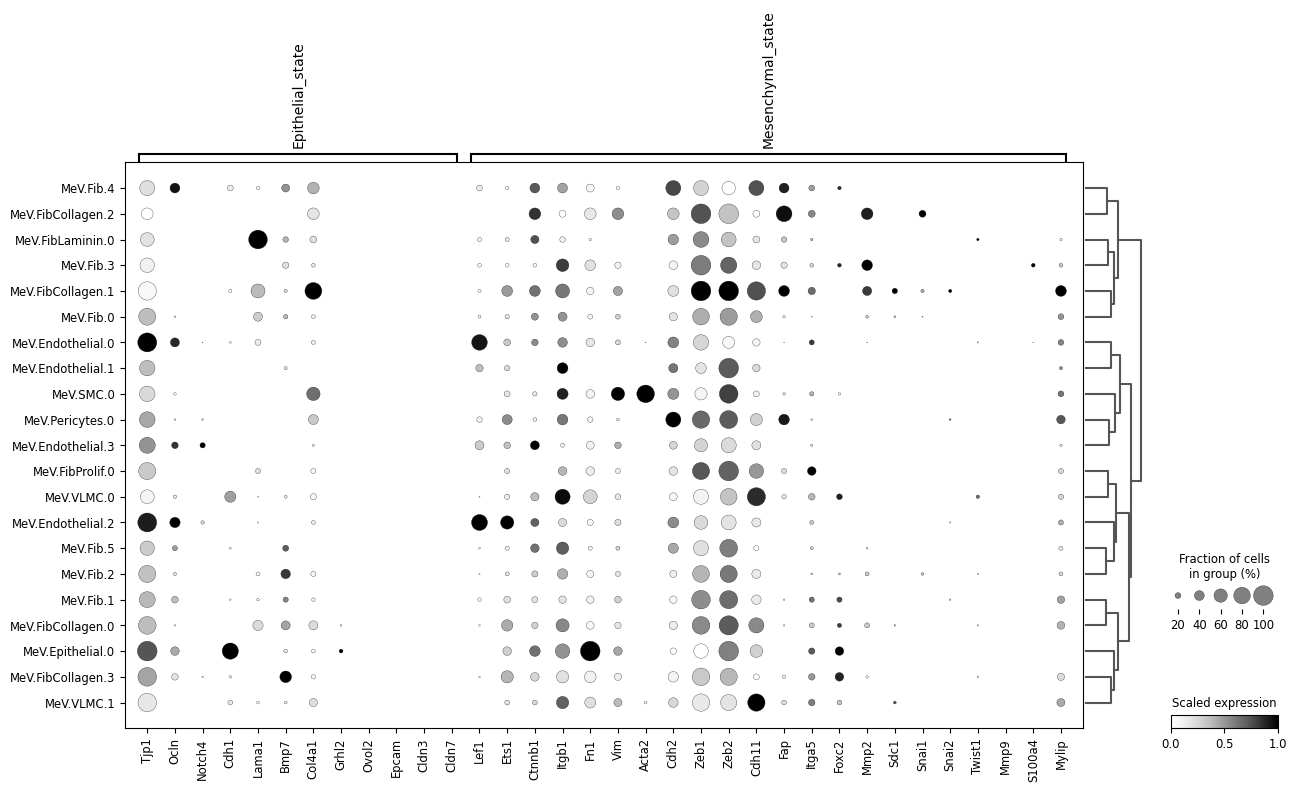 Epithelial_state
Mesenchymal_state
MeV.Fib.4
MeV.FibCollagen.2
MeV.FibLaminin.0
MeV.Fib.3
MeV.FibCollagen.1
MeV.Fib.0
MeV.Endothelial.0
MeV.Endothelial.1
MeV.SMC.0
MeV.Pericytes.0
MeV.Endothelial.3
MeV.FibProlif.0
MeV.VLMC.0
MeV.Endothelial.2
MeV.Fib.5
MeV.Fib.2
MeV.Fib.1
MeV.FibCollagen.0
MeV.Epithelial.0
MeV.FibCollagen.3
MeV.VLMC.1
Tjp1
Ocln
Notch4
Cdh1
Lama1
Bmp7
Col4a1
Grhl2
Ovol2
Epcam
Cldn3
Cldn7
Lef1
Ets1
Ctnnb1
Itgb1
Fn1
Vim
Acta2
Cdh2
Zeb1
Zeb2
Cdh11
Fap
Itga5
Foxc2
Mmp2
Sdc1
Snai1
Snai2
Twist1
Mmp9
S100a4
Mylip
Fraction of cells
in group (%)
20 40 60 80 100
Scaled expression
0.0 0.5 1.0